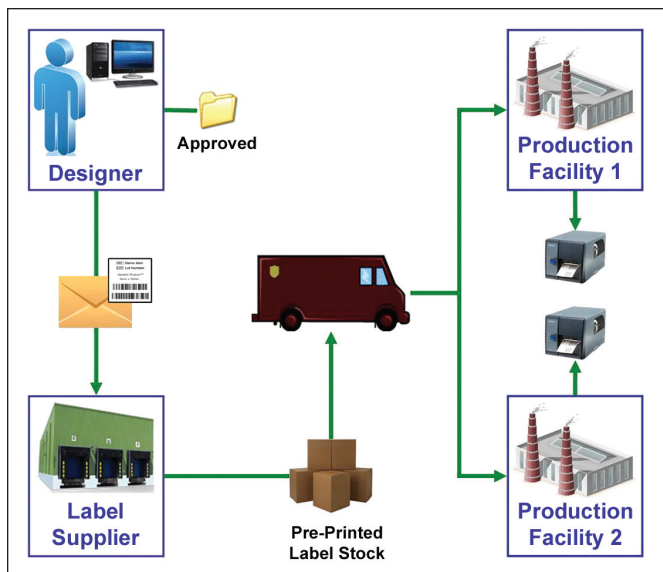 Designer
Approved
Production
Facility 1
Label
Supplier
Pre-Printed
Label Stock
Production
Facility 2